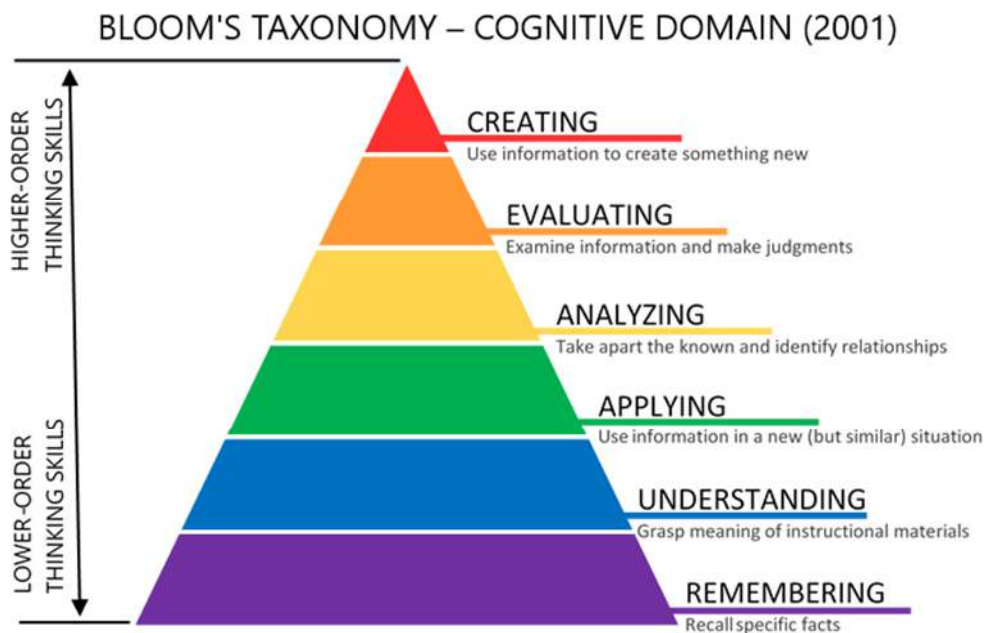 BLOOM'S TAXONOMY – COGNITIVE DOMAIN (2001)
HIGHER-ORDER
THINKING SKILLS
LOWER-ORDER
THINKING SKILLS
CREATING
Use information to create something new
EVALUATING
Examine information and make judgments
ANALYZING
Take apart the known and identify relationships
APPLYING
Use information in a new (but similar) situation
UNDERSTANDING
Grasp meaning of instructional materials
REMEMBERING
Recall specific facts